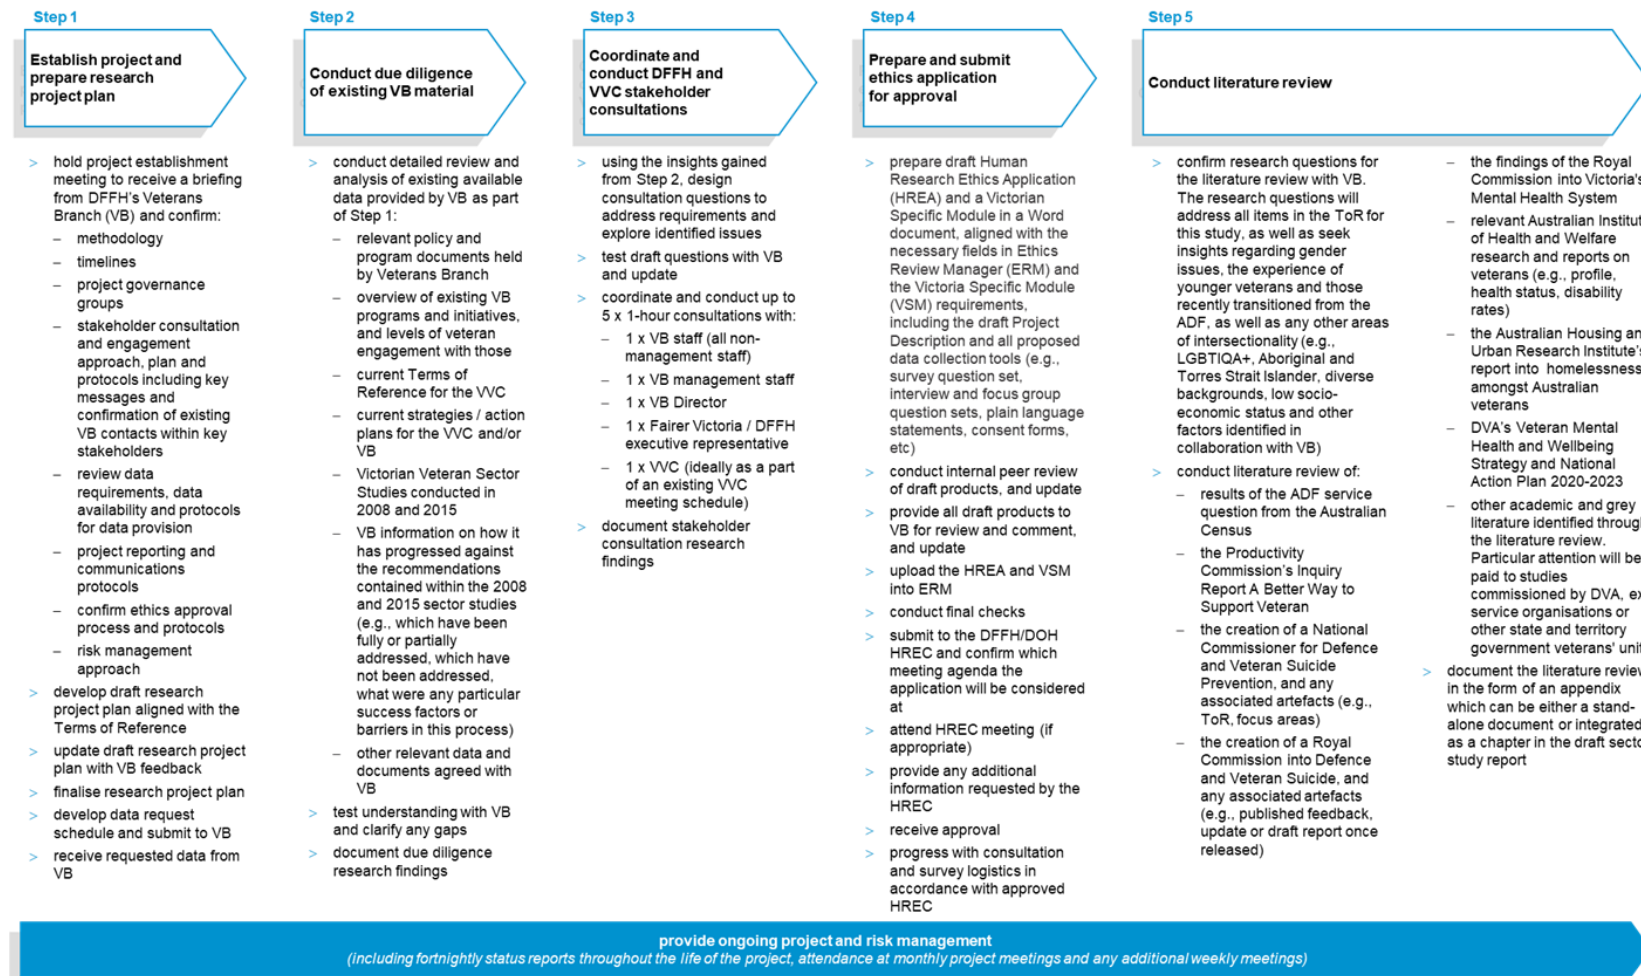 Step 1
Establish project and
prepare research
project plan
> hold project establishment
meeting to receive a briefing
from DFFH's Veterans
Branch (VB) and confirm:
– methodology
– timelines
– project governance
groups
– stakeholder consultation
and engagement
approach, plan and
protocols including key
messages and
confirmation of existing
VB contacts within key
stakeholders
– review data
requirements, data
availability and protocols
for data provision
– project reporting and
communications
protocols
– confirm ethics approval
process and protocols
– risk management
approach
> develop draft research
project plan aligned with the
Terms of Reference
> update draft research project
plan with VB feedback
> finalise research project plan
> develop data request
schedule and submit to VB
> receive requested data from
VB
Step 2
Conduct due diligence
of existing VB material
> conduct detailed review and
analysis of existing available
data provided by VB as part
of Step 1:
– relevant policy and
program documents held
by Veterans Branch
– overview of existing VB
programs and initiatives,
and levels of veteran
engagement with those
– current Terms of
Reference for the VVC
– current strategies / action
plans for the VVC and/or
VB
– Victorian Veteran Sector
Studies conducted in
2008 and 2015
– VB information on how it
has progressed against
the recommendations
contained within the 2008
and 2015 sector studies
(e.g., which have been
fully or partially
addressed, which have
not been addressed,
what were any particular
success factors or
barriers in this process)
– other relevant data and
documents agreed with
VB
> test understanding with VB
and clarify any gaps
> document due diligence
research findings
Step 3
Coordinate and
conduct DFFH and
VVC stakeholder
consultations
> using the insights gained
from Step 2, design
consultation questions to
address requirements and
explore identified issues
> test draft questions with VB
and update
> coordinate and conduct up to
5 x 1-hour consultations with:
– 1 x VB staff (all non-
management staff)
– 1 x VB management staff
– 1 x VB Director
– 1 x Fairer Victoria / DFFH
executive representative
– 1 x VVC (ideally as a part
of an existing VVC
meeting schedule)
> document stakeholder
consultation research
findings
Step 4
Prepare and submit
ethics application
for approval
> prepare draft Human
Research Ethics Application
(HREA) and a Victorian
Specific Module in a Word
document, aligned with the
necessary fields in Ethics
Review Manager (ERM) and
the Victoria Specific Module
(VSM) requirements,
including the draft Project
Description and all proposed
data collection tools (e.g.,
survey question set,
interview and focus group
question sets, plain language
statements, consent forms,
etc)
> conduct internal peer review
of draft products, and update
> provide all draft products to
VB for review and comment,
and update
> upload the HREA and VSM
into ERM
> conduct final checks
> submit to the DFFH/DOH
HREC and confirm which
meeting agenda the
application will be considered
at
> attend HREC meeting (if
appropriate)
> provide any additional
information requested by the
HREC
> receive approval
> progress with consultation
and survey logistics in
accordance with approved
HREC
Step 5
Conduct literature review
> confirm research questions for
the literature review with VB.
The research questions will
address all items in the ToR for
this study, as well as seek
insights regarding gender
issues, the experience of
younger veterans and those
recently transitioned from the
ADF, as well as any other areas
of intersectionality (e.g.,
LGBTIQA+, Aboriginal and
Torres Strait Islander, diverse
backgrounds, low socio-
economic status and other
factors identified in
collaboration with VB)
> conduct literature review of:
– results of the ADF service
question from the Australian
Census
– the Productivity
Commission's Inquiry
Report A Better Way to
Support Veteran
– the creation of a National
Commissioner for Defence
and Veteran Suicide
Prevention, and any
associated artefacts (e.g.,
ToR, focus areas)
– the creation of a Royal
Commission into Defence
and Veteran Suicide, and
any associated artefacts
(e.g., published feedback,
update or draft report once
released)
– the findings of the Royal
Commission into Victoria's
Mental Health System
– relevant Australian Institut
of Health and Welfare
research and reports on
veterans (e.g., profile,
health status, disability
rates)
– the Australian Housing an
Urban Research Institute's
report into homelessness
amongst Australian
veterans
– DVA's Veteran Mental
Health and Wellbeing
Strategy and National
Action Plan 2020-2023
– other academic and grey
literature identified through
the literature review.
Particular attention will be
paid to studies
commissioned by DVA, ex
service organisations or
other state and territory
government veterans' unit
> document the literature review
in the form of an appendix
which can be either a stand-
alone document or integrated
as a chapter in the draft secto
study report
provide ongoing project and risk management
(including fortnightly status reports throughout the life of the project, attendance at monthly project meetings and any additional weekly meetings)